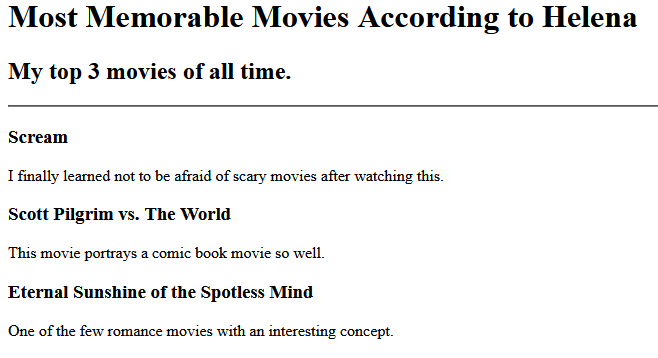 Most Memorable Movies According to Helena
My top 3 movies of all time.
Scream
I finally learned not to be afraid of scary movies after watching this.
Scott Pilgrim vs. The World
This movie portrays a comic book movie so well.
Eternal Sunshine of the Spotless Mind
One of the few romance movies with an interesting concept.